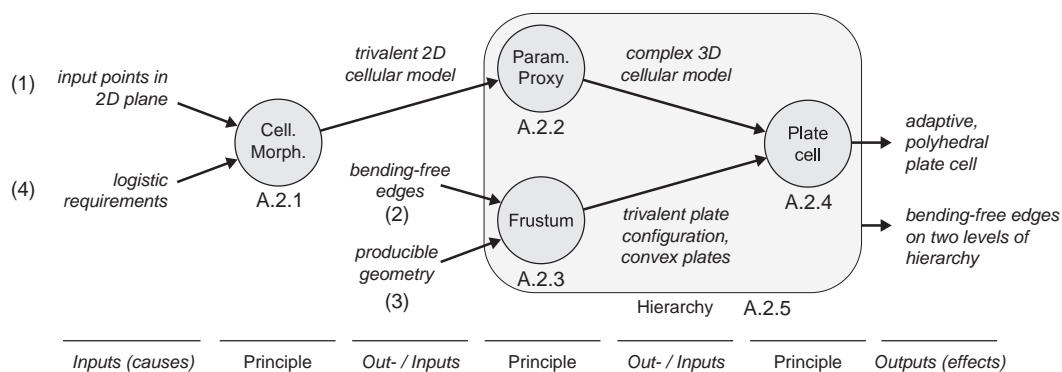 (1)
input points in
2D plane
(4)
logistic
requirements
Cell.
Morph.
A.2.1
trivalent 2D
cellular model
bending-free
edges
(2)
producible
geometry
(3)
Param.
Proxy
A.2.2
Frustum
A.2.3
complex 3D
cellular model
trivalent plate
configuration,
convex plates
Plate
cell
A.2.4
Hierarchy A.2.5
adaptive,
polyhedral
plate cell
bending-free edges
on two levels of
hierarchy
Inputs (causes) Principle Out- / Inputs Principle Out- / Inputs Principle Outputs (effects)